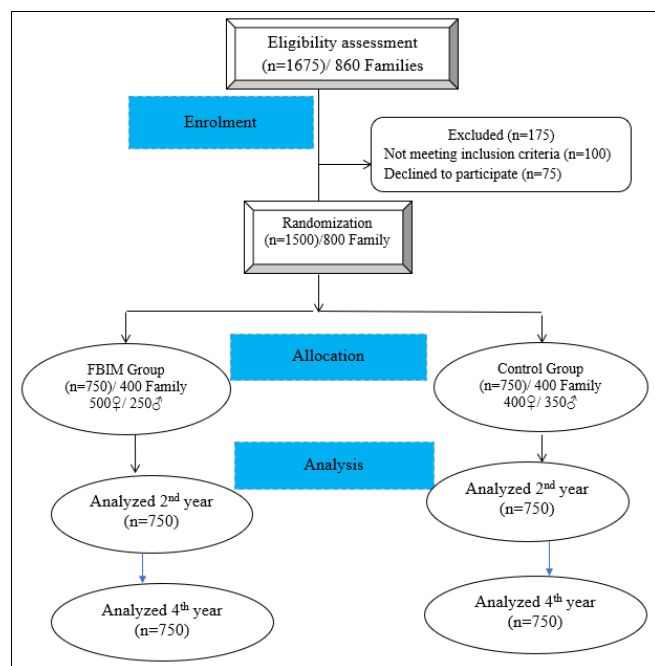 Eligibility assessment
(n=1675)/ 860 Families
Enrolment
Excluded (n=175)
Not meeting inclusion criteria (n=100)
Declined to participate (n=75)
Randomization
(n=1500)/800 Family
Allocation
FBIM Group
(n=750)/ 400 Family
500♀/ 250♂
Control Group
(n=750)/ 400 Family
400♀/ 350♂
Analysis
Analyzed 2nd year
(n=750)
Analyzed 2nd year
(n=750)
Analyzed 4th year
(n=750)
Analyzed 4th year
(n=750)